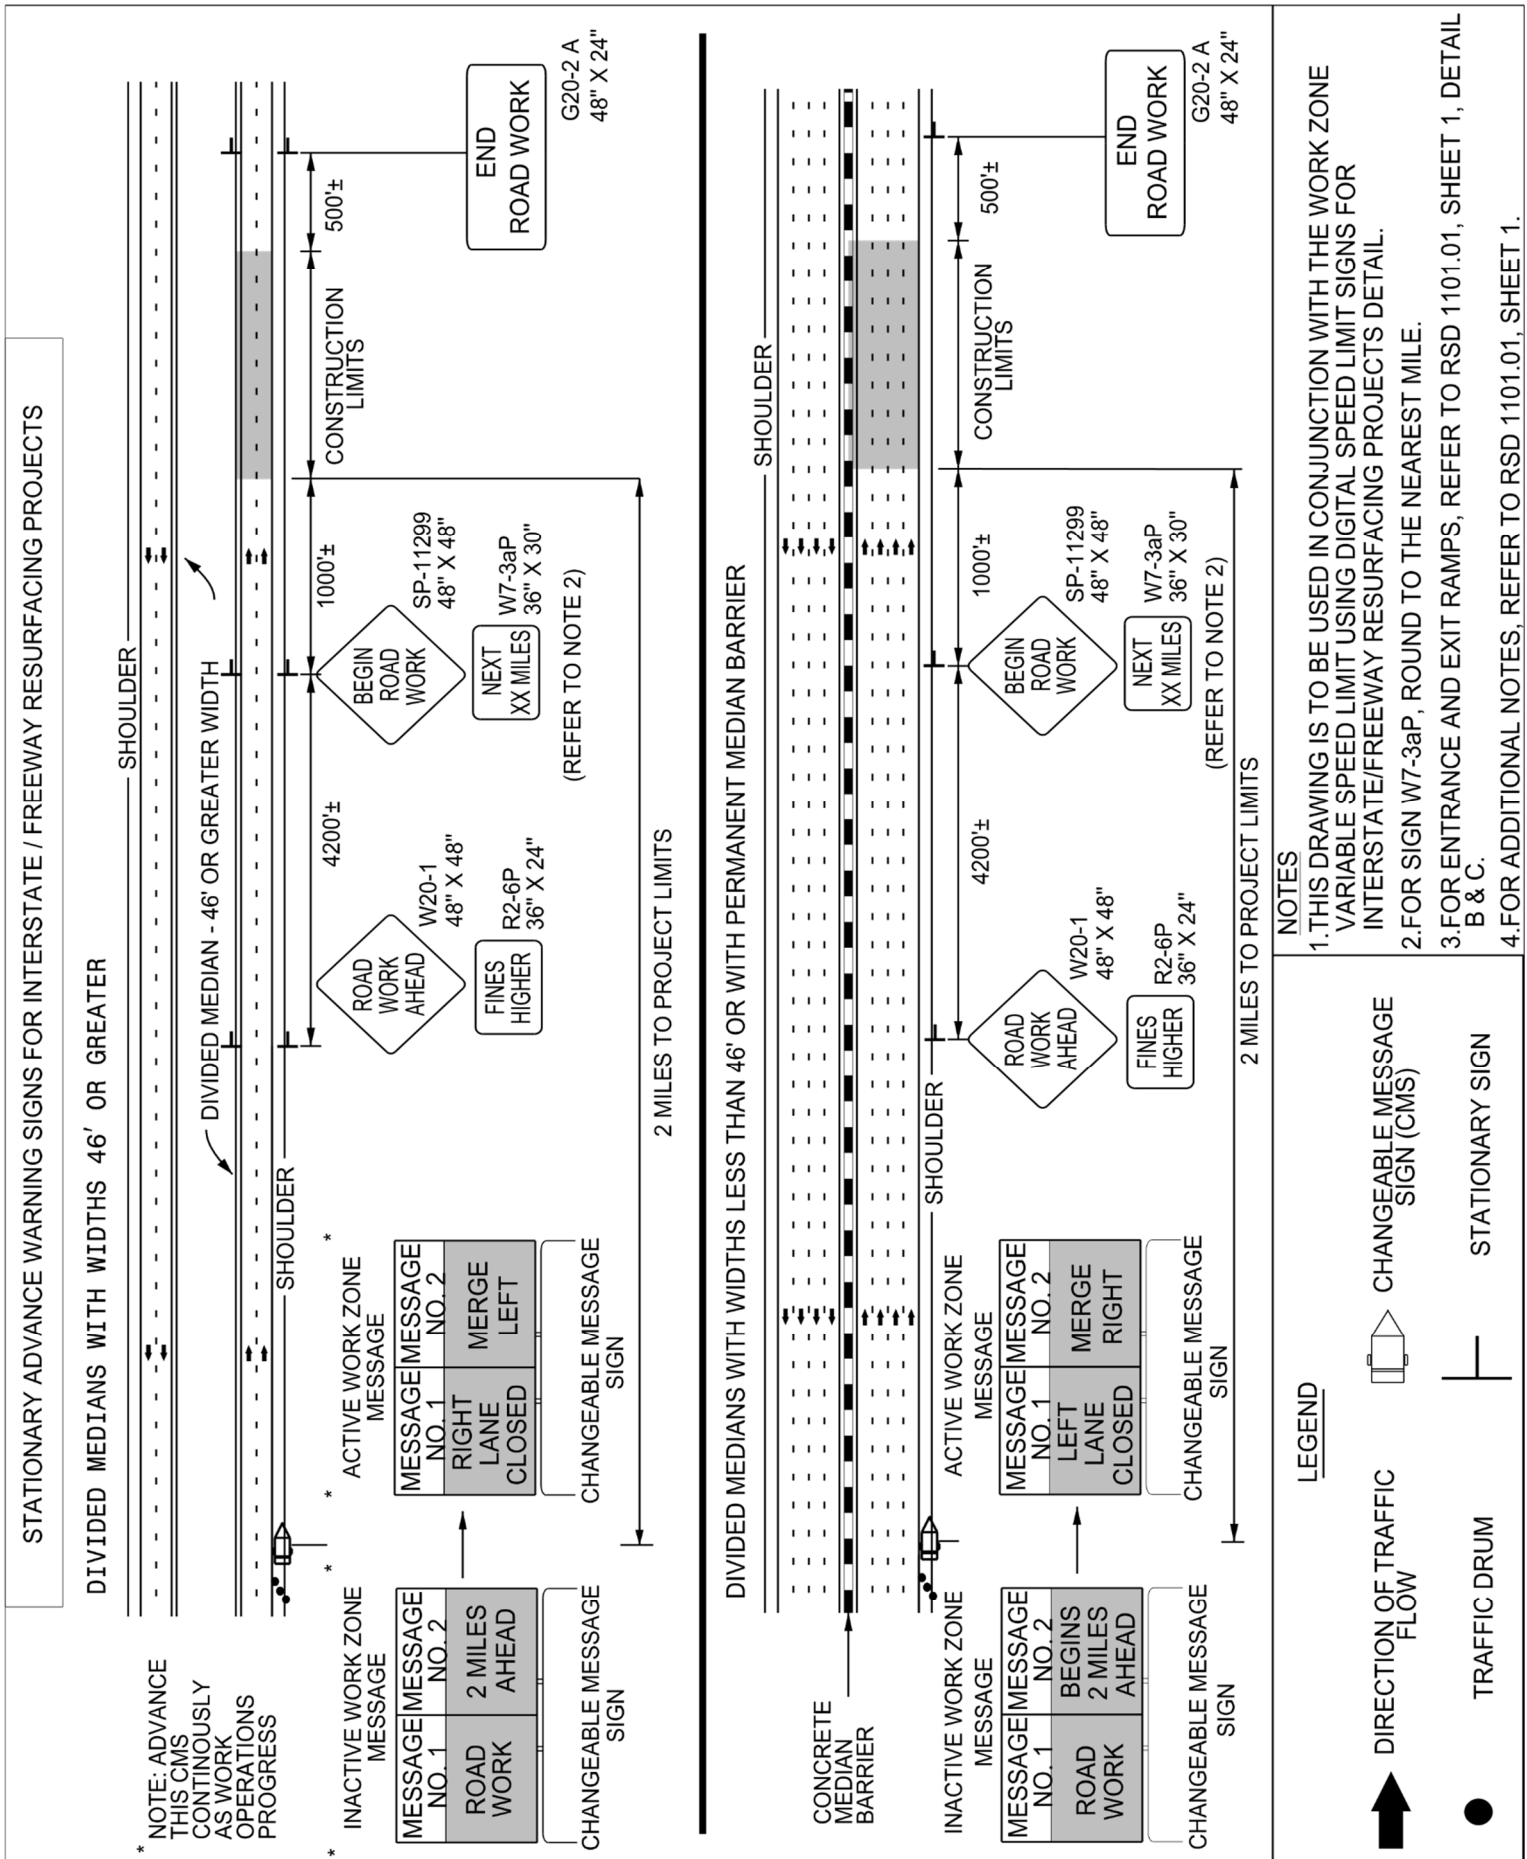 STATIONARY ADVANCE WARNING SIGNS FOR INTERSTATE / FREEWAY RESURFACING PROJECTS
DIVIDED MEDIANS WITH WIDTHS 46' OR GREATER
* NOTE: ADVANCE
THIS CMS
CONTINOUSLY
AS WORK
OPERATIONS
PROGRESS
SHOULDER
DIVIDED MEDIAN - 46' OR GREATER WIDTH
SHOULDER
4200'±
1000'±
CONSTRUCTION
LIMITS
500'±
* INACTIVE WORK ZONE *
MESSAGE
MESSAGE
NO. 1
MESSAGE
NO. 2
ROAD
WORK
2 MILES
AHEAD
CHANGEABLE MESSAGE
SIGN
* ACTIVE WORK ZONE *
MESSAGE
MESSAGE
NO. 1
MESSAGE
NO. 2
RIGHT
LANE
CLOSED
MERGE
LEFT
CHANGEABLE MESSAGE
SIGN
ROAD
WORK
AHEAD
W20-1
48" X 48"
FINES
HIGHER
R2-6P
36" X 24"
BEGIN
ROAD
WORK
SP-11299
48" X 48"
NEXT
XX MILES
W7-3aP
36" X 30"
(REFER TO NOTE 2)
END
ROAD WORK
G20-2 A
48" X 24"
2 MILES TO PROJECT LIMITS
DIVIDED MEDIANS WITH WIDTHS LESS THAN 46' OR WITH PERMANENT MEDIAN BARRIER
SHOULDER
CONCRETE
MEDIAN
BARRIER
SHOULDER
4200'±
1000'±
CONSTRUCTION
LIMITS
500'±
INACTIVE WORK ZONE
MESSAGE
MESSAGE
NO. 1
MESSAGE
NO. 2
ROAD
WORK
BEGINS
2 MILES
AHEAD
CHANGEABLE MESSAGE
SIGN
ACTIVE WORK ZONE
MESSAGE
MESSAGE
NO. 1
MESSAGE
NO. 2
LEFT
LANE
CLOSED
MERGE
RIGHT
CHANGEABLE MESSAGE
SIGN
ROAD
WORK
AHEAD
W20-1
48" X 48"
FINES
HIGHER
R2-6P
36" X 24"
BEGIN
ROAD
WORK
SP-11299
48" X 48"
NEXT
XX MILES
W7-3aP
36" X 30"
(REFER TO NOTE 2)
END
ROAD WORK
G20-2 A
48" X 24"
2 MILES TO PROJECT LIMITS
LEGEND
DIRECTION OF TRAFFIC
FLOW
CHANGEABLE MESSAGE
SIGN (CMS)
TRAFFIC DRUM
STATIONARY SIGN
NOTES
1.THIS DRAWING IS TO BE USED IN CONJUNCTION WITH THE WORK ZONE
VARIABLE SPEED LIMIT USING DIGITAL SPEED LIMIT SIGNS FOR
INTERSTATE/FREEWAY RESURFACING PROJECTS DETAIL.
2.FOR SIGN W7-3aP, ROUND TO THE NEAREST MILE.
3.FOR ENTRANCE AND EXIT RAMPS, REFER TO RSD 1101.01, SHEET 1, DETAIL
B & C.
4.FOR ADDITIONAL NOTES, REFER TO RSD 1101.01, SHEET 1.